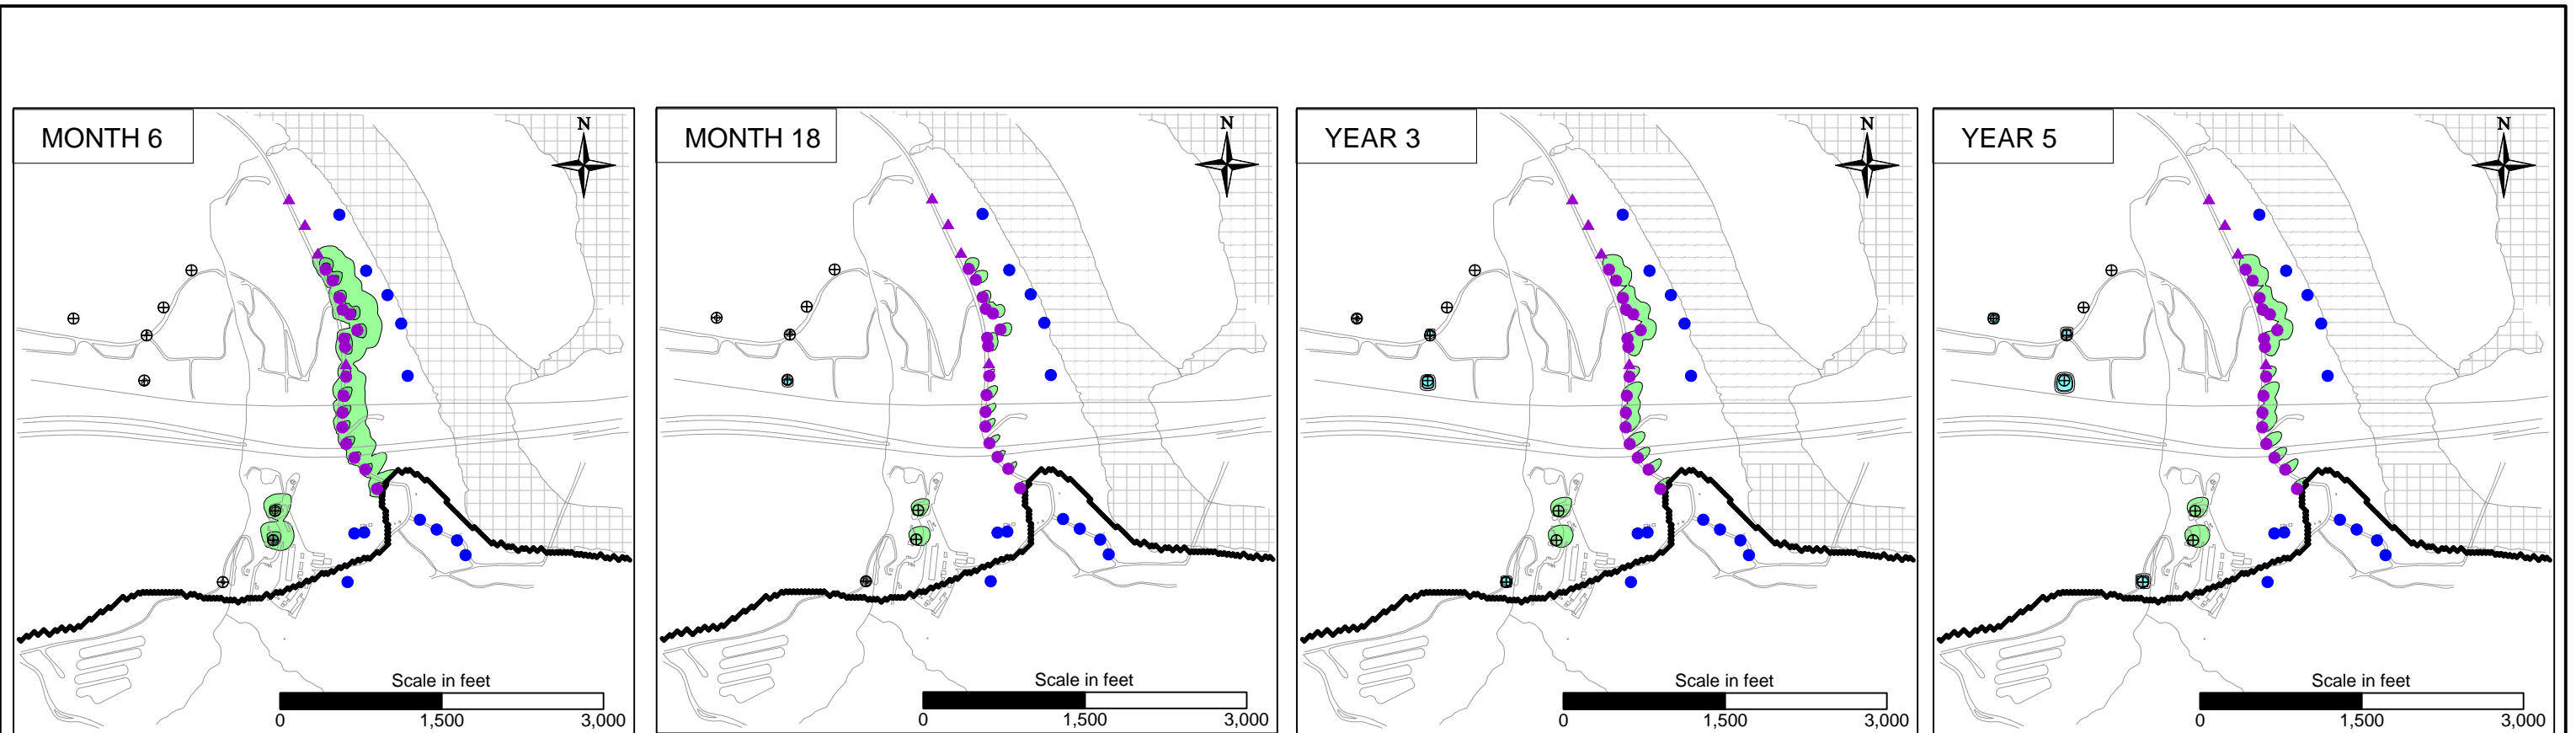 MONTH 6
N
Scale in feet
0 1,500 3,000
MONTH 18
N
Scale in feet
0 1,500 3,000
YEAR 3
N
Scale in feet
0 1,500 3,000
YEAR 5
N
Scale in feet
0 1,500 3,000